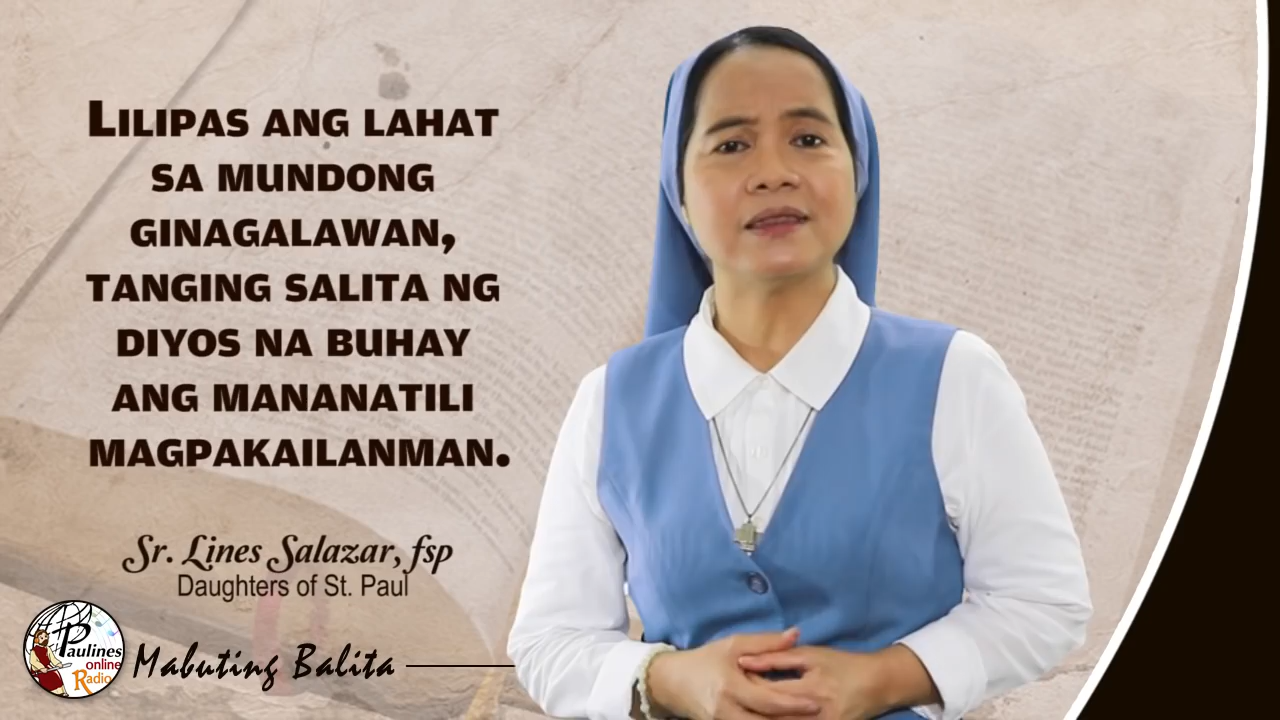 Lilipas ang lahat
sa mundong
ginagalawan,
tanging salita ng
Diyos na buhay
ang mananatili
magpakailanman.
Sr. Lines Salazar, fsp
Daughters of St. Paul
Paulines
online
Radio
Mabuting Balita